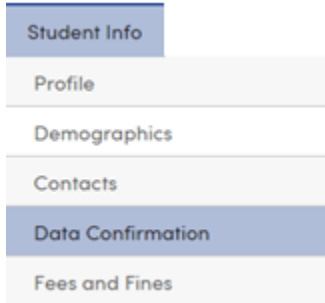 Student Info
Profile
Demographics
Contacts
Data Confirmation
Fees and Fines